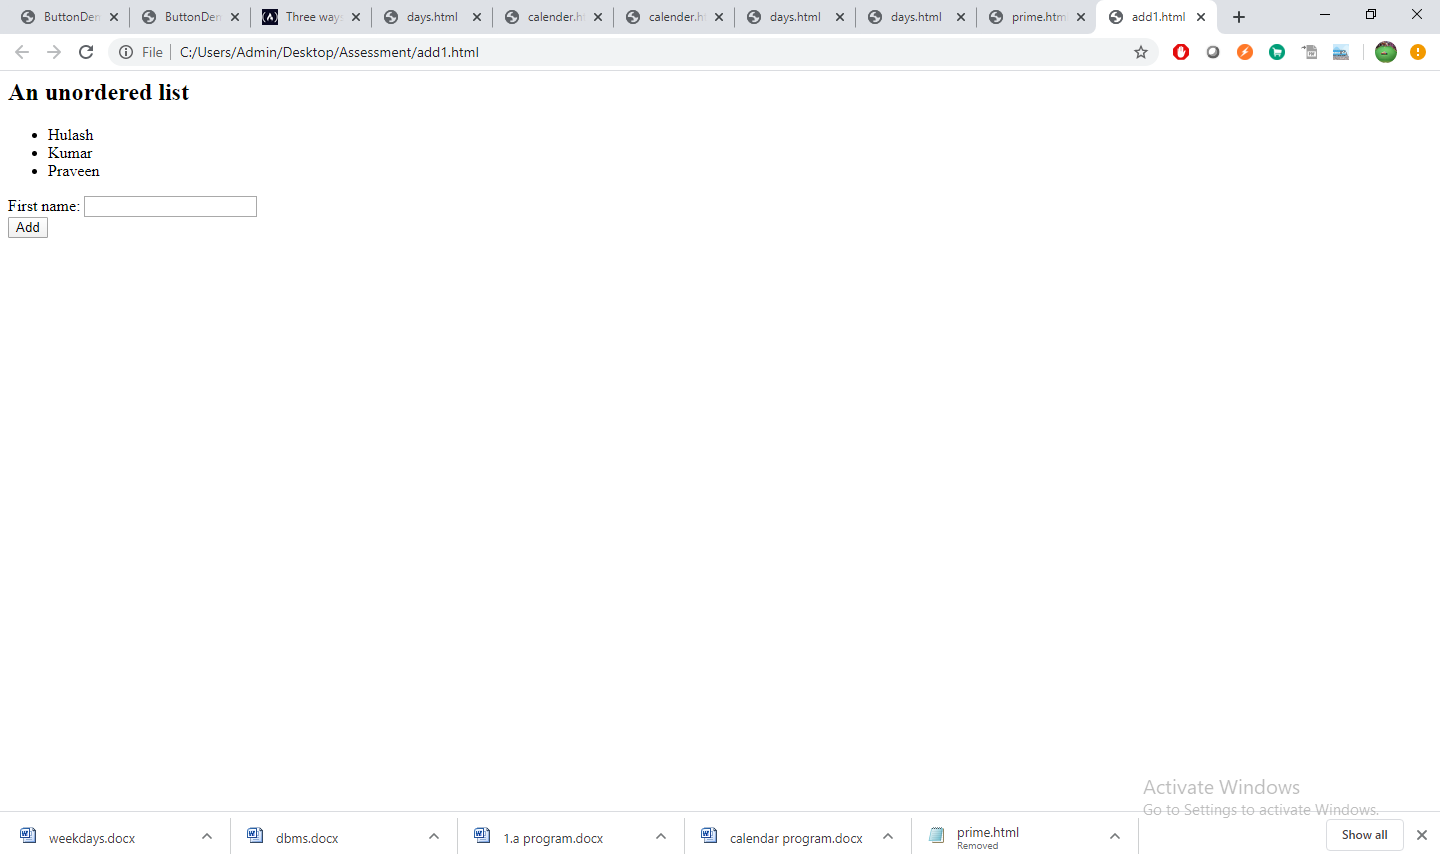 ButtonDen
ButtonDen
Three way
days.html
calender.h
calender.h
days.html
days.html
prime.htm
add1.html
File
C:/Users/Admin/Desktop/Assessment/add1.html
An unordered list
• Hulash
• Kumar
• Praveen
First name:
Add
Activate Windows
Go to Settings to activate Windows.
weekdays.docx
dbms.docx
1.a program.docx
calendar program.docx
prime.html
Removed
Show all